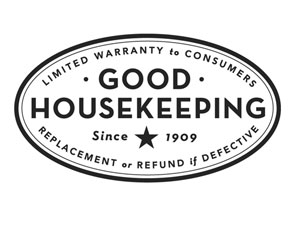 LIMITED WARRANTY to CONSUMERS
· GOOD ·
HOUSEKEEPING
Since ★ 1909
REPLACEMENT or REFUND if DEFECTIVE